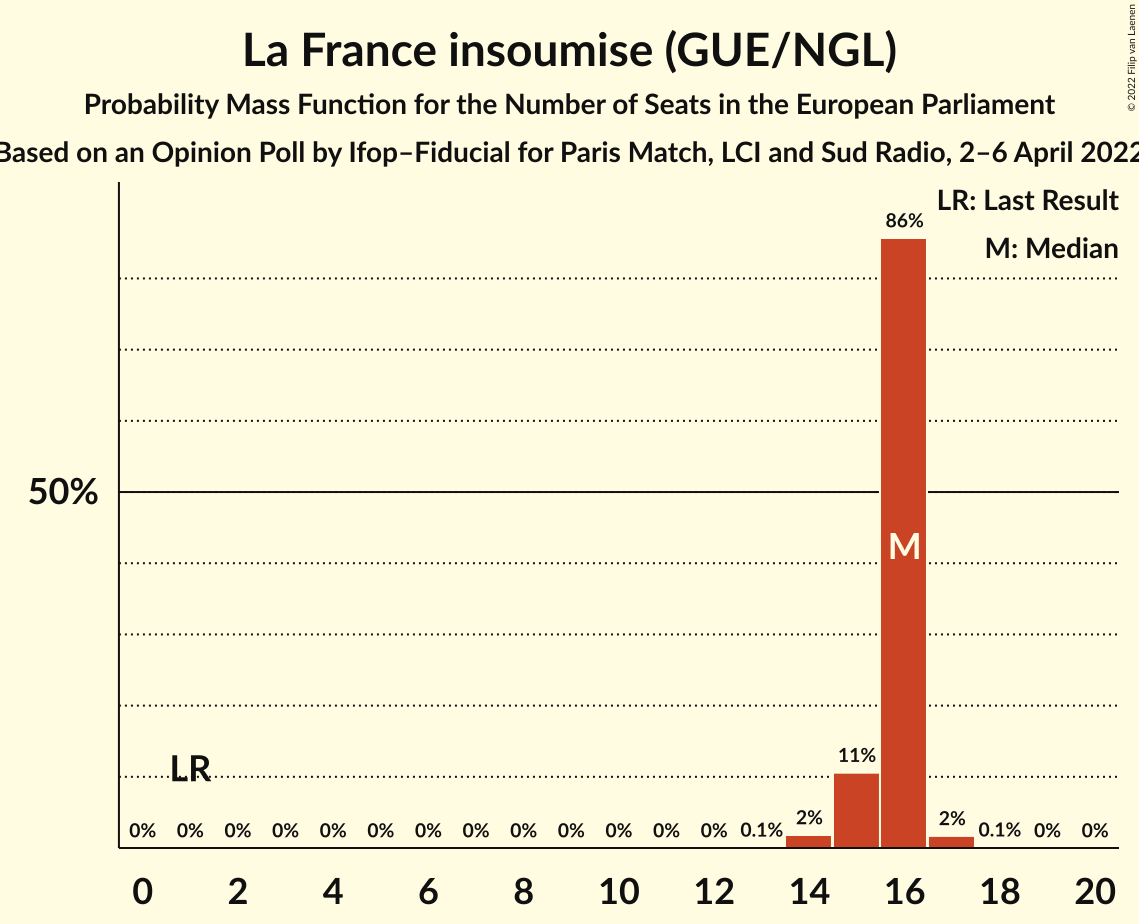 La France insoumise (GUE/NGL)
Probability Mass Function for the Number of Seats in the European Parliament
Based on an Opinion Poll by Ifop–Fiducial for Paris Match, LCI and Sud Radio, 2–6 April 2022
© 2022 Filip van Laenen
LR: Last Result
M: Median
86%
50%
M
LR
11%
0% 0% 0% 0% 0% 0% 0% 0% 0% 0% 0% 0% 0% 0.1% 2% 2% 0.1% 0% 0%
0 2 4 6 8 10 12 14 16 18 20